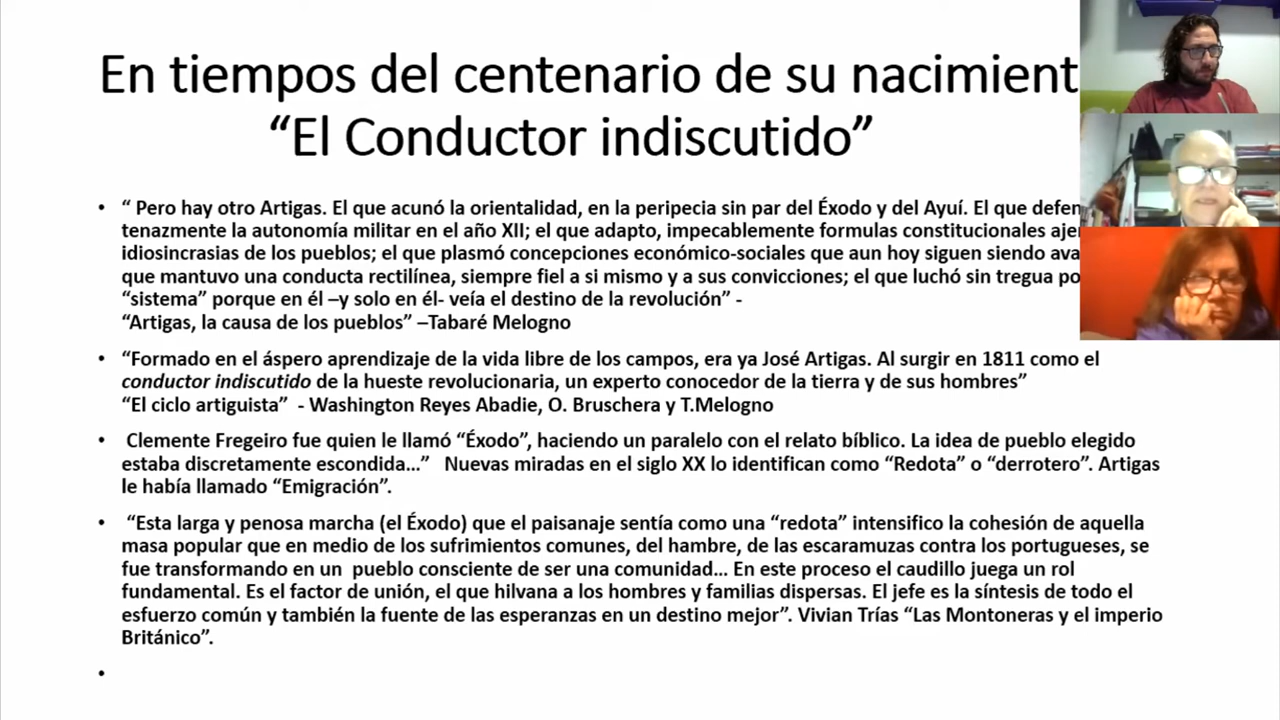 En tiempos del centenario de su nacimient
“El Conductor indiscutido”
• “ Pero hay otro Artigas. El que acunó la orientalidad, en la peripecia sin par del Éxodo y del Ayuí. El que defen
tenazmente la autonomía militar en el año XII; el que adapto, impecablemente formulas constitucionales ajen
idiosincrasias de los pueblos; el que plasmó concepciones económico-sociales que aun hoy siguen siendo ava
que mantuvo una conducta rectilínea, siempre fiel a si mismo y a sus convicciones; el que luchó sin tregua po
“sistema” porque en él –y solo en él- veía el destino de la revolución” -
“Artigas, la causa de los pueblos” –Tabaré Melogno
• “Formado en el áspero aprendizaje de la vida libre de los campos, era ya José Artigas. Al surgir en 1811 como el
conductor indiscutido de la hueste revolucionaria, un experto conocedor de la tierra y de sus hombres”
“El ciclo artiguista” - Washington Reyes Abadie, O. Bruschera y T.Melogno
• Clemente Fregeiro fue quien le llamó “Éxodo”, haciendo un paralelo con el relato bíblico. La idea de pueblo elegido
estaba discretamente escondida…” Nuevas miradas en el siglo XX lo identifican como “Redota” o “derrotero”. Artigas
le había llamado “Emigración”.
• “Esta larga y penosa marcha (el Éxodo) que el paisanaje sentía como una “redota” intensifico la cohesión de aquella
masa popular que en medio de los sufrimientos comunes, del hambre, de las escaramuzas contra los portugueses, se
fue transformando en un pueblo consciente de ser una comunidad… En este proceso el caudillo juega un rol
fundamental. Es el factor de unión, el que hilvana a los hombres y familias dispersas. El jefe es la síntesis de todo el
esfuerzo común y también la fuente de las esperanzas en un destino mejor”. Vivian Trías “Las Montoneras y el imperio
Británico”.
•